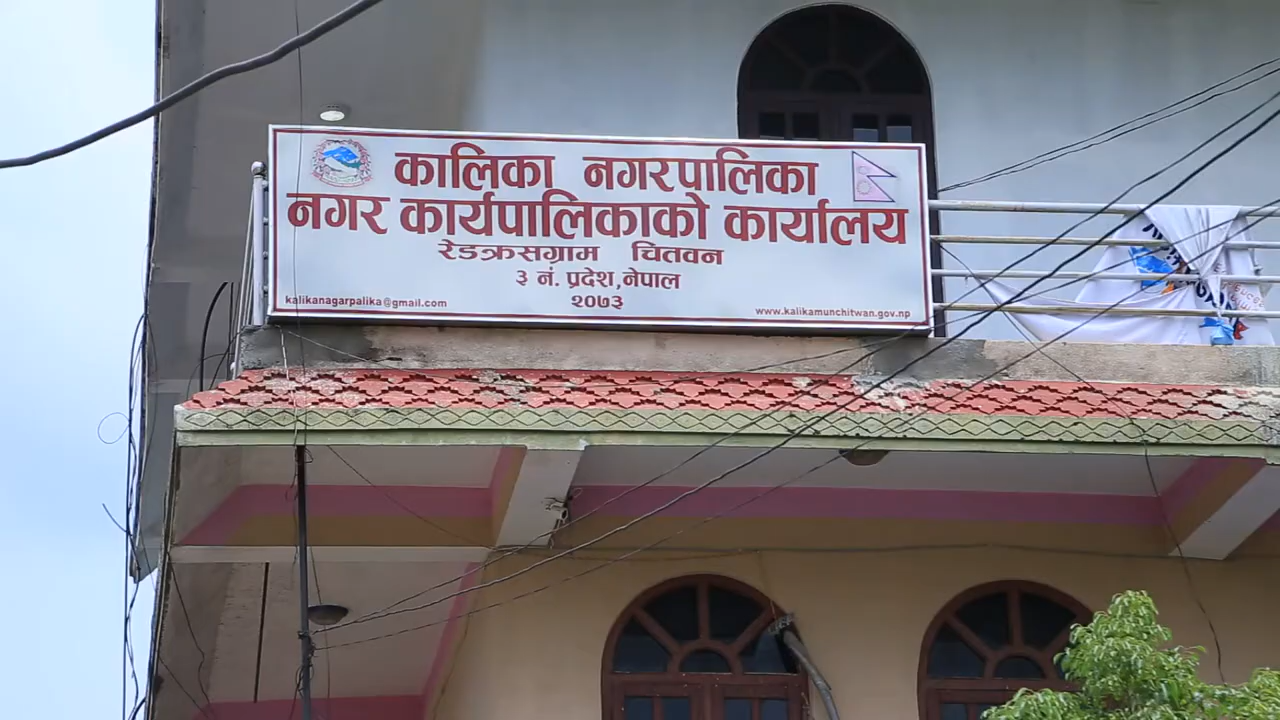 कालिका नगरपालिका
नगर कार्यपालिकाको कार्यालय
रेडक्रसग्राम चितवन
३ नं. प्रदेश,नेपाल
२०७३
kalikanagarpalika@gmail.com
www.kalikamunchitwan.gov.np